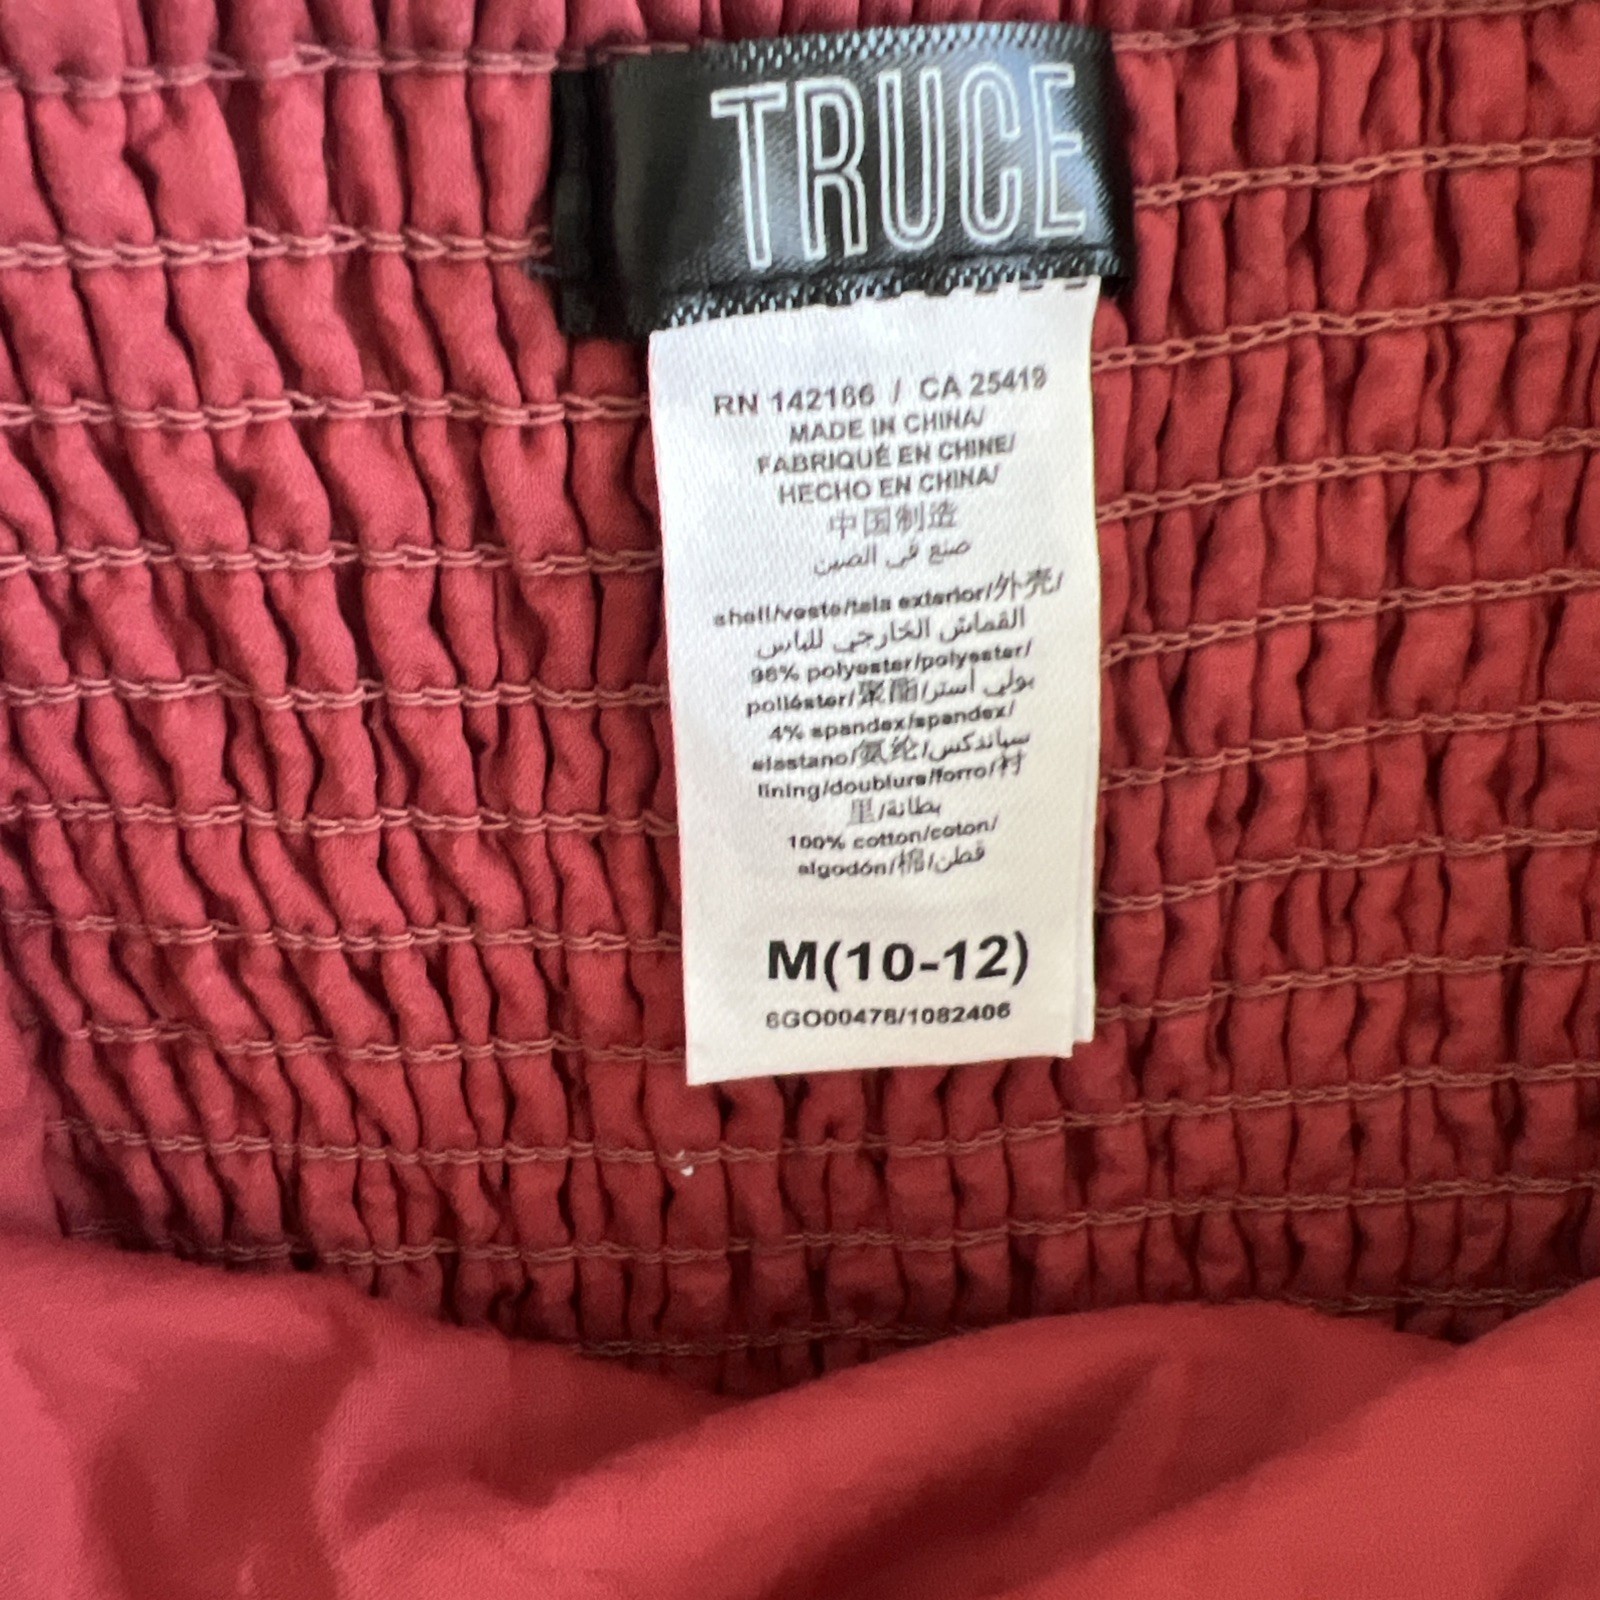 TRUCE
RN 142186 / CA 25419
MADE IN CHINA/
FABRIQUÉ EN CHINE/
HECHO EN CHINA/
中国制造
صنع في الصين
shell/veste/tela exterior/外壳/
القماش الخارجي للباس
96% polyester/polyester/
poliéster/聚酯/بولي أستر
4% spandex/spandex/
elastano/氨纶/سباندكس
lining/doublure/forro/衬
里/بطانة
100% cotton/coton/
algodón/棉/قطن
M(10-12)
6GO00478/1082406